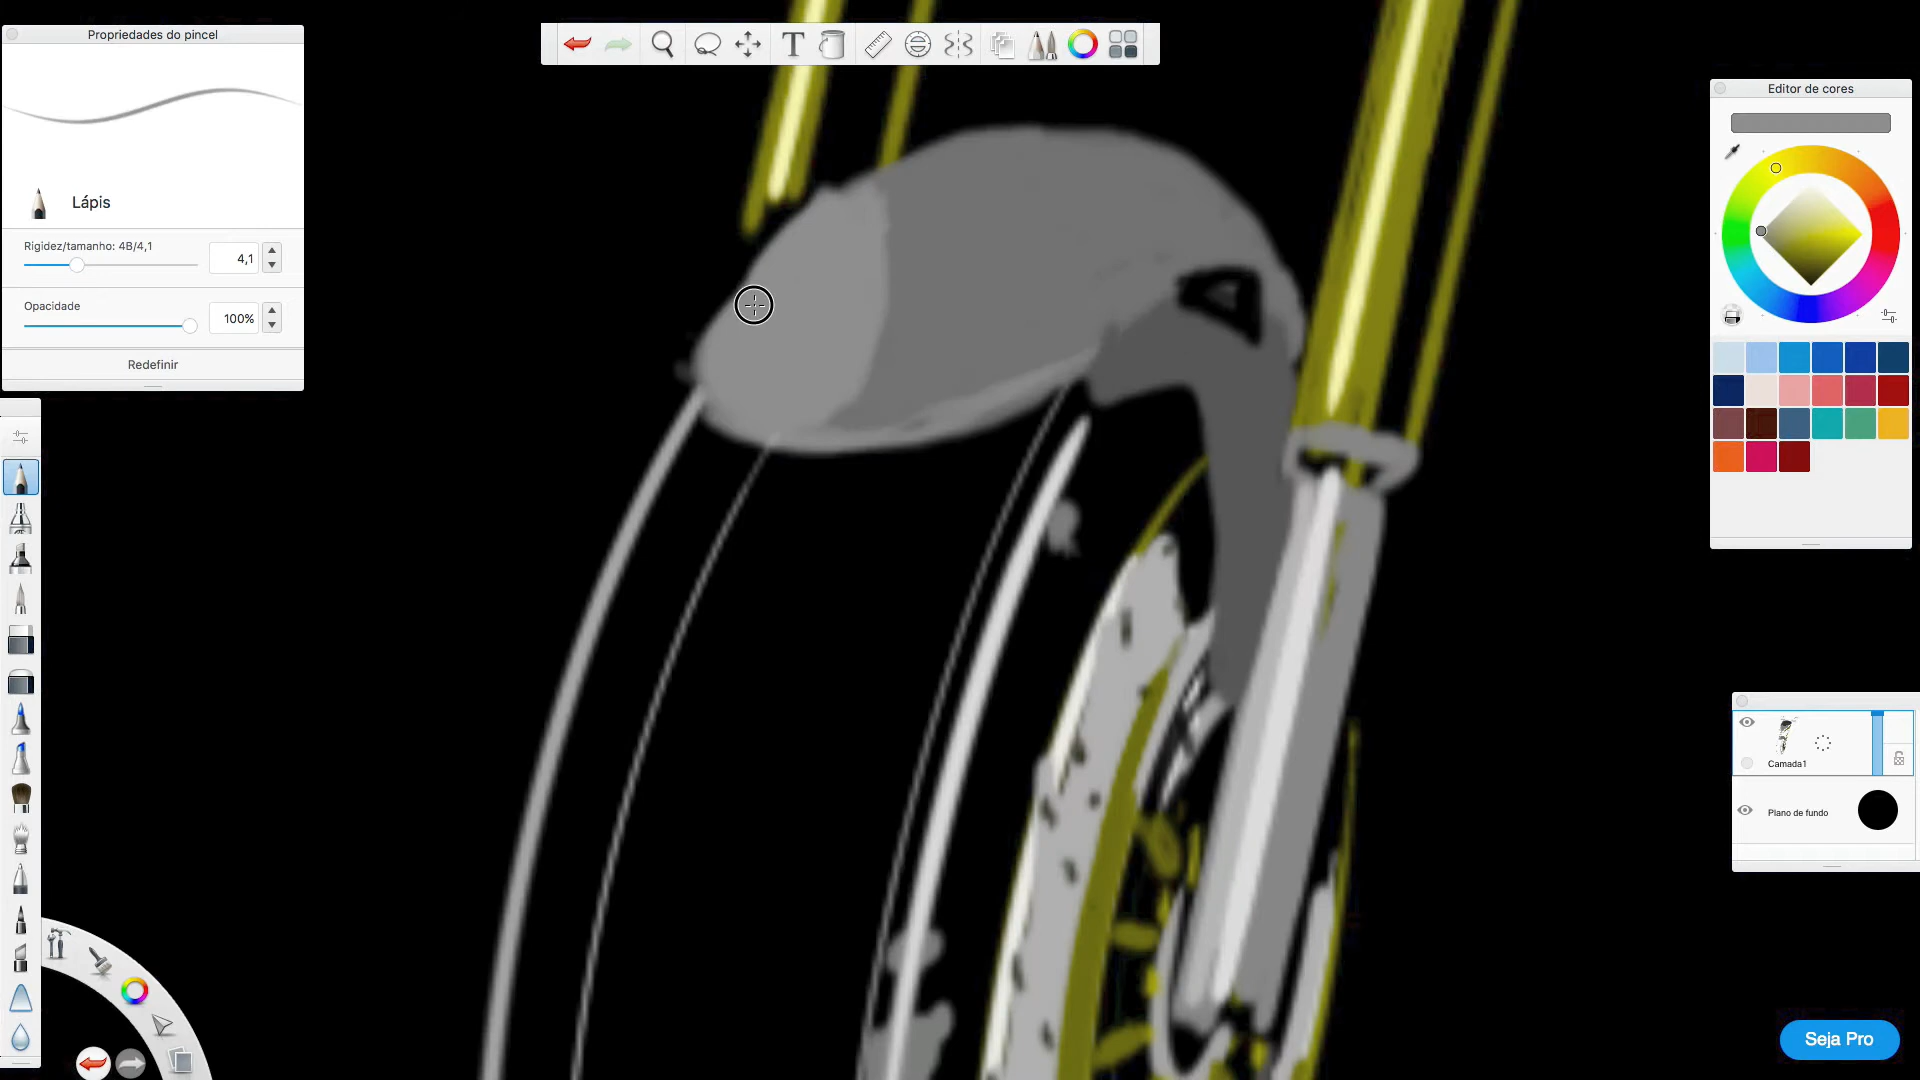 Propriedades do pincel
Lápis
Rigidez/tamanho: 4B/4,1
4,1
Opacidade
100%
Redefinir
T
Editor de cores
Camada1
Plano de fundo
Seja Pro